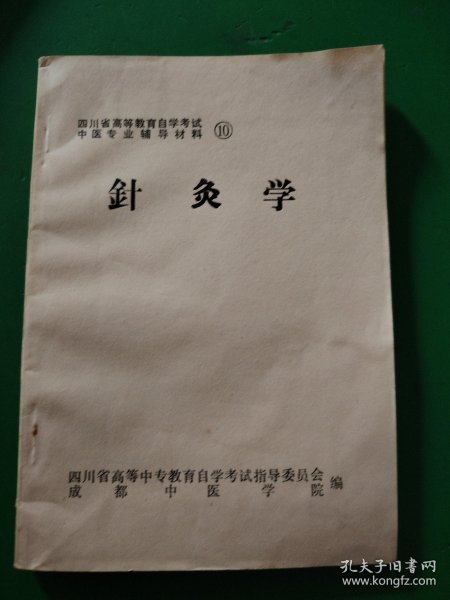 四川省高等教育自学考试
中医专业辅导材料 ⑩
針灸学
四川省高等中专教育自学考试指导委员会
成都中医学院 编
孔夫子旧书网
www.kongfz.com